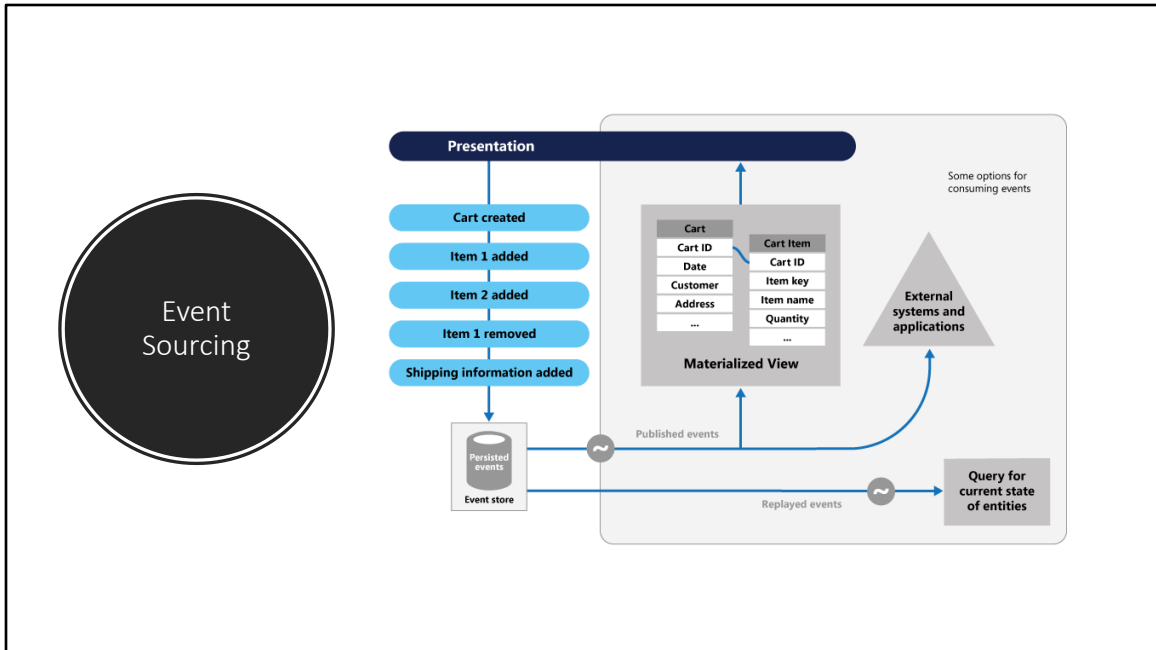 Event
Sourcing
Presentation
Cart created
Item 1 added
Item 2 added
Item 1 removed
Shipping information added
Persisted
events
Event store
Some options for
consuming events
Cart
Cart ID
Date
Customer
Address
...
Cart Item
Cart ID
Item key
Item name
Quantity
...
Materialized View
External
systems and
applications
Published events
Replayed events
Query for
current state
of entities